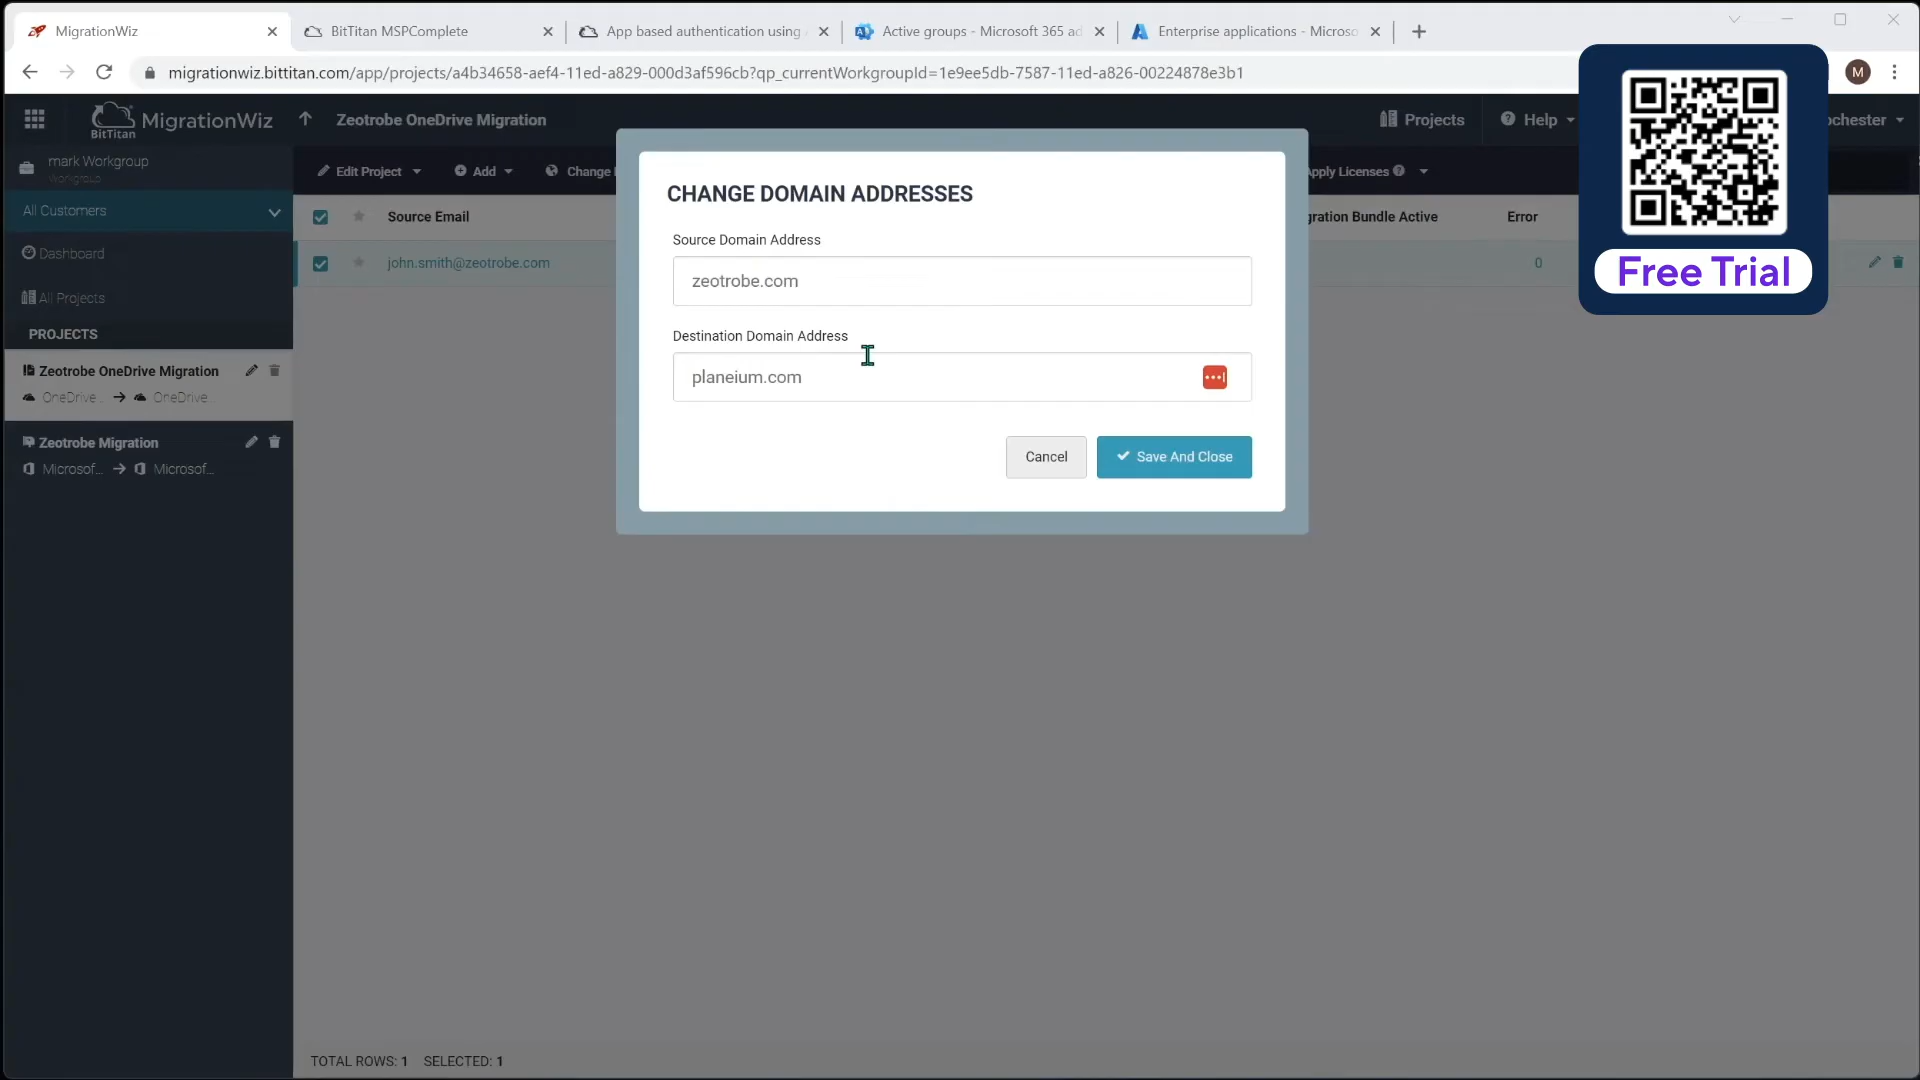 MigrationWiz
BitTitan MSPComplete
App based authentication using
Active groups - Microsoft 365 ad
Enterprise applications - Microso
migrationwiz.bittitan.com/app/projects/a4b34658-aef4-11ed-a829-000d3af596cb?qp_currentWorkgroupId=1e9ee5db-7587-11ed-a826-00224878e3b1
M
BitTitan
MigrationWiz
Zeotrobe OneDrive Migration
Projects
Help
ochester
mark Workgroup
Workgroup
All Customers
Dashboard
All Projects
PROJECTS
Zeotrobe OneDrive Migration
OneDrive...
OneDrive...
Zeotrobe Migration
Microsof...
Microsof...
Edit Project
Add
Change
pply Licenses
Source Email
gration Bundle Active
Error
john.smith@zeotrobe.com
0
CHANGE DOMAIN ADDRESSES
Source Domain Address
zeotrobe.com
Destination Domain Address
planeium.com
Cancel
Save And Close
Free Trial
TOTAL ROWS: 1 SELECTED: 1